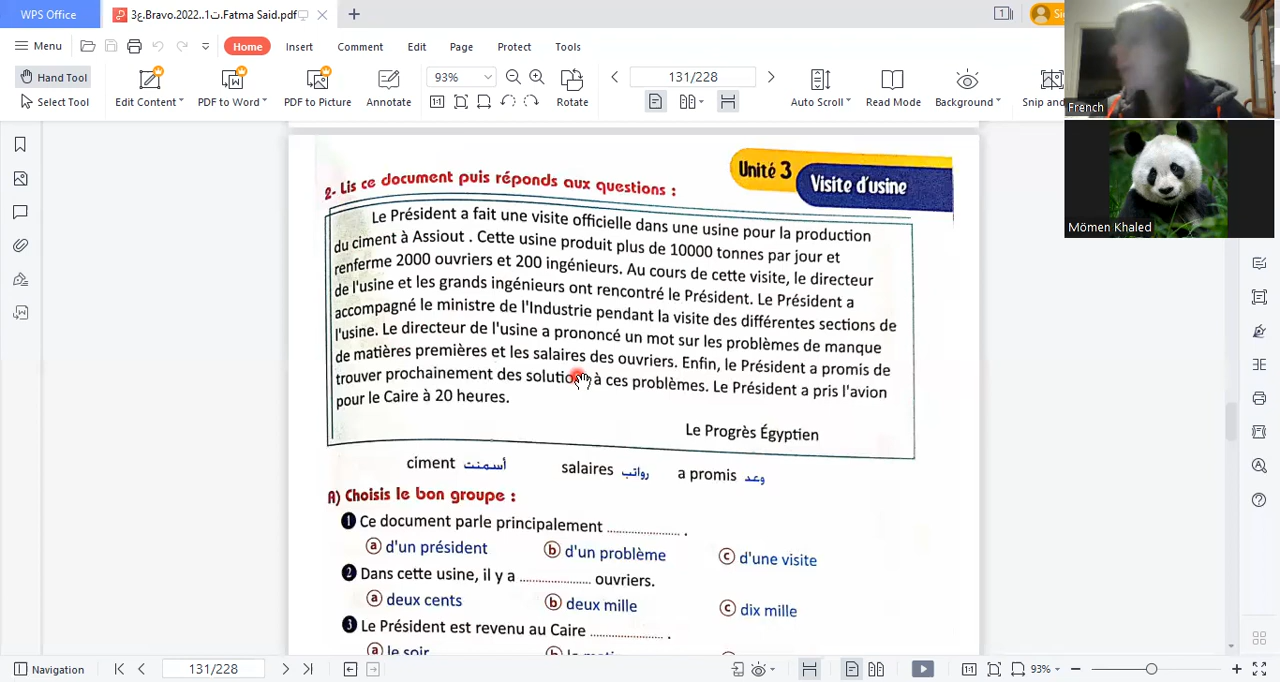 WPS Office
3ع.Bravo.2022..1ت.Fatma Said.pdf
Menu
Home
Insert
Comment
Edit
Page
Protect
Tools
Hand Tool
Select Tool
Edit Content
PDF to Word
PDF to Picture
Annotate
93%
Rotate
131/228
Auto Scroll
Read Mode
Background
Snip and
French
Mömen Khaled
Unité 3
Visite d'usine
2- Lis ce document puis réponds aux questions :
Le Président a fait une visite officielle dans une usine pour la production
du ciment à Assiout . Cette usine produit plus de 10000 tonnes par jour et
renferme 2000 ouvriers et 200 ingénieurs. Au cours de cette visite, le directeur
de l'usine et les grands ingénieurs ont rencontré le Président. Le Président a
accompagné le ministre de l'Industrie pendant la visite des différentes sections de
l'usine. Le directeur de l'usine a prononcé un mot sur les problèmes de manque
de matières premières et les salaires des ouvriers. Enfin, le Président a promis de
trouver prochainement des solutions à ces problèmes. Le Président a pris l'avion
pour le Caire à 20 heures.
Le Progrès Égyptien
ciment أسمنت salaires رواتب a promis وعد
A) Choisis le bon groupe :
1 Ce document parle principalement ................... .
a d'un président b d'un problème c d'une visite
2 Dans cette usine, il y a ................... ouvriers.
a deux cents b deux mille c dix mille
3 Le Président est revenu au Caire ................... .
a le soir
Navigation
131/228
93%